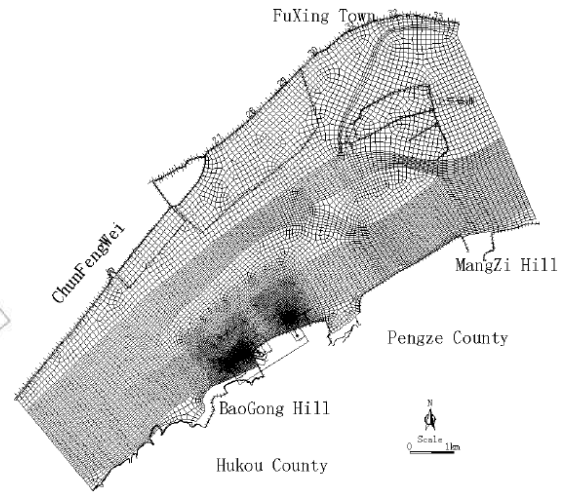 FuXing Town
ChunFengWei
MangZi Hill
Pengze County
BaoGong Hill
Hukou County
N
Scale
0 1km